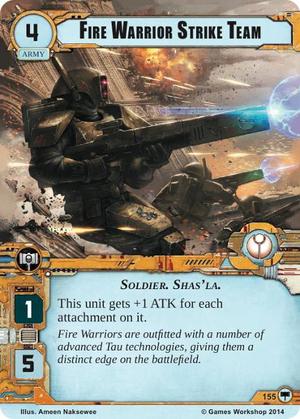 4
ARMY
FIRE WARRIOR STRIKE TEAM
SOLDIER. SHAS'LA.
1
This unit gets +1 ATK for each
attachment on it.
Fire Warriors are outfitted with a number of
advanced Tau technologies, giving them a
distinct edge on the battlefield.
5
155
Illus. Ameen Naksewee
© Games Workshop 2014